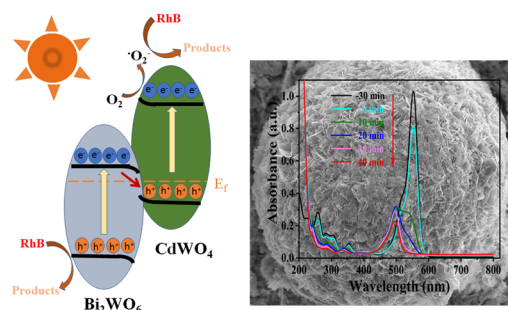 RhB
·O2-
Products
O2
e- e- e- e-
e- e- e- e-
Ef
h+ h+ h+ h+
h+ h+ h+ h+
CdWO4
RhB
Products
Bi2WO6
Absorbance (a.u.)
1.0
0.8
0.6
0.4
0.2
0.0
-30 min
-10 min
-20 min
-40 min
200 300 400 500 600 700 800
Wavelength (nm)